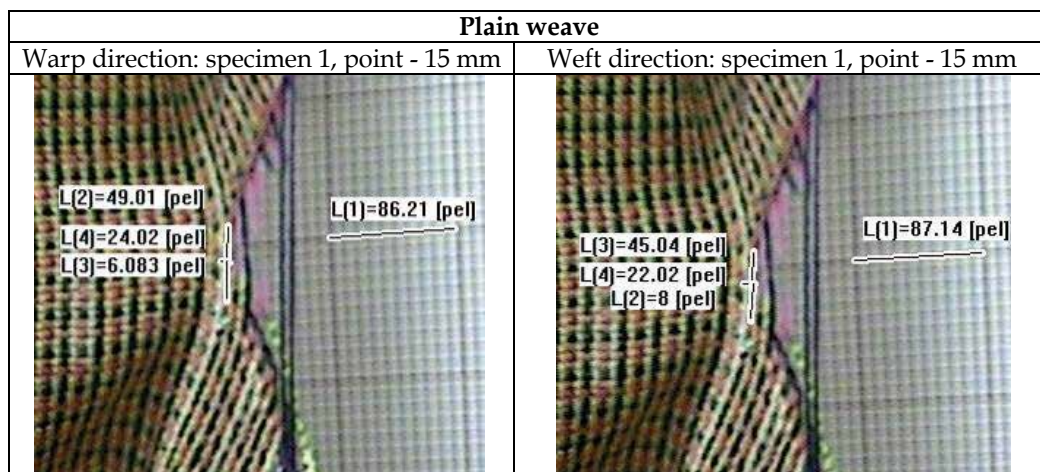 Plain weave
Warp direction: specimen 1, point - 15 mm
Weft direction: specimen 1, point - 15 mm
L(2)=49.01 [pel]
L(1)=86.21 [pel]
L(4)=24.02 [pel]
L(3)=6.083 [pel]
L(1)=87.14 [pel]
L(3)=45.04 [pel]
L(4)=22.02 [pel]
L(2)=8 [pel]